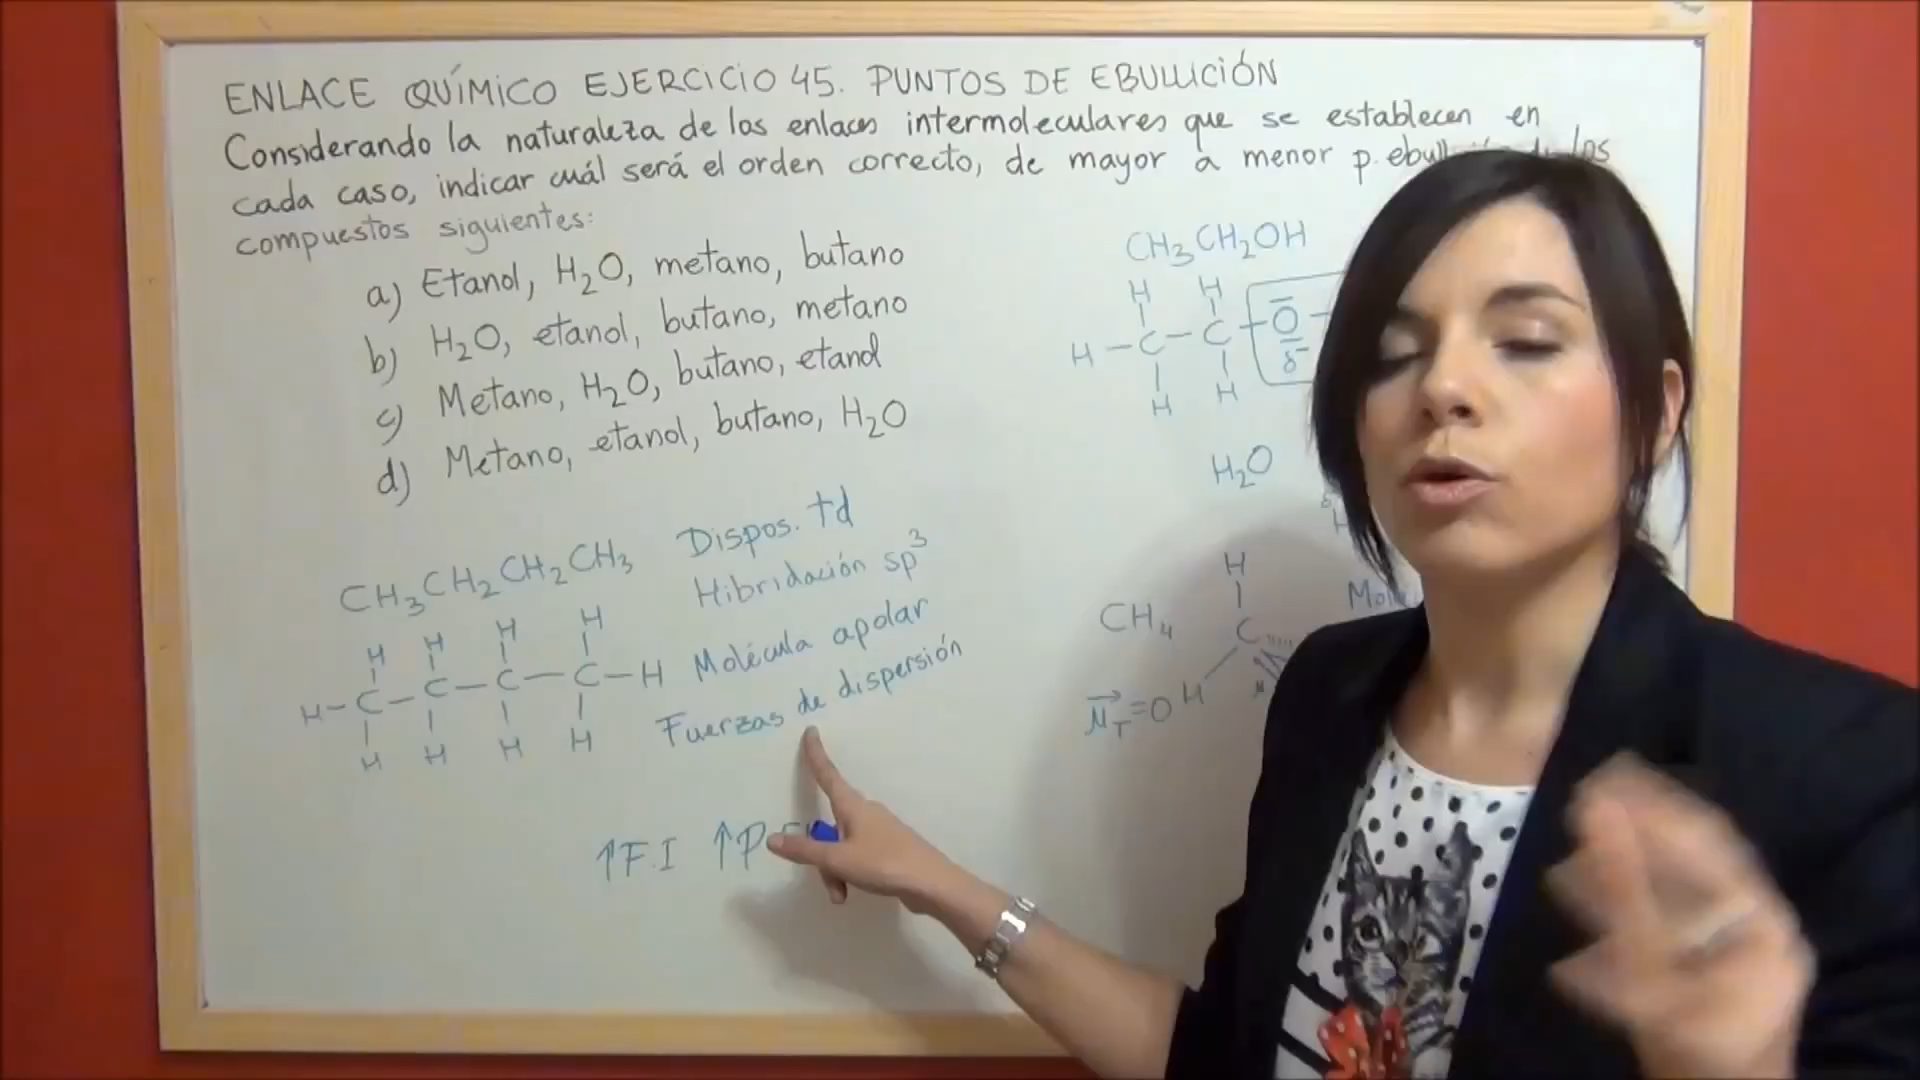 ENLACE QUÍMICO EJERCICIO 45. PUNTOS DE EBULLICIÓN
Considerando la naturaleza de los enlaces intermoleculares que se establecen en
cada caso, indicar cuál será el orden correcto, de mayor a menor p. los
compuestos siguientes:
a) Etanol, H₂O, metano, butano
b) H₂O, etanol, butano, metano
c) Metano, H₂O, butano, etanol
d) Metano, etanol, butano, H₂O
CH₃CH₂CH₂CH₃
H H H H
H-C-C-C-C-H
H H H H
Dispos. td
Hibridación sp³
Molécula apolar
Fuerzas de dispersión
↑F.I ↑P.
CH₃CH₂OH
H H
H-C-C-O-
δ-
H H
H₂O
δ
H
CH₄
H
C
H
μ⃗_T=0